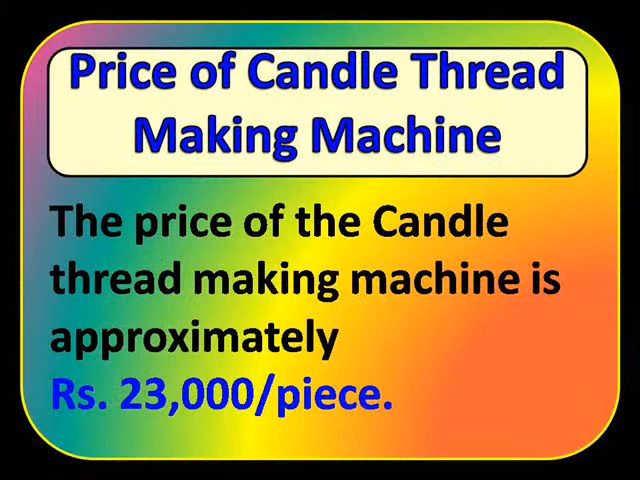 Price of Candle Thread
Making Machine
The price of the Candle
thread making machine is
approximately
Rs. 23,000/piece.